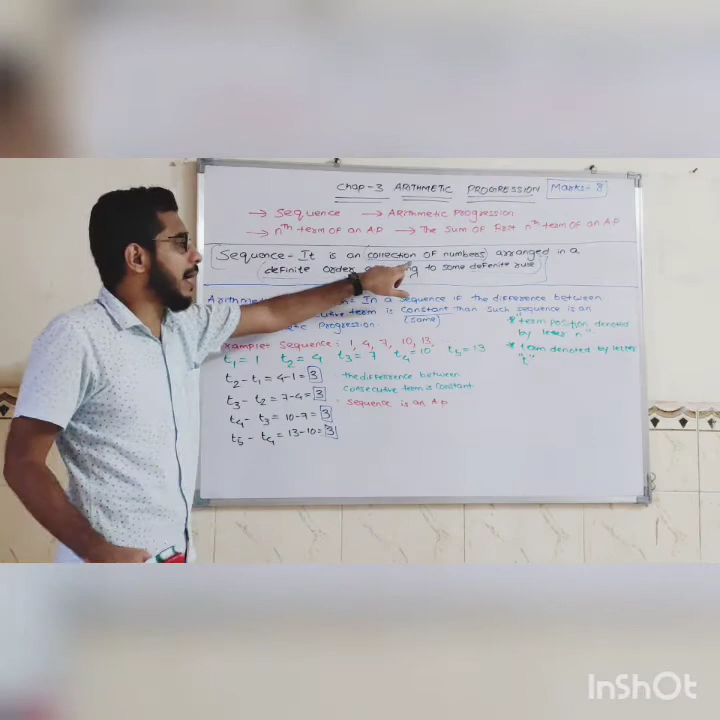 Chap-3 ARITHMETIC PROGRESSION Marks-8
→ Sequence → ARithmetic Progression
→ nth term OF an A.P → The Sum OF First nth term OF an A.P
Sequence- It is an collection OF numbers) arranged in a
definite order to some definite rule
In a sequence if the difference between
term is constant than such sequence is an
Progression. (same)
* term position denoted
by letter "n"
Sequence: 1, 4, 7, 10, 13,
t1 = 1 t2 = 4 t3 = 7 t4 = 10 t5 = 13
* term denoted by letter
"t"
t2 - t1 = 4-1 = 3
the difference between
consecutive term is constant
t3 - t2 = 7-4 = 3
sequence is an A.P
t4 - t3 = 10-7 = 3
t5 - t4 = 13-10 = 3
InShOt